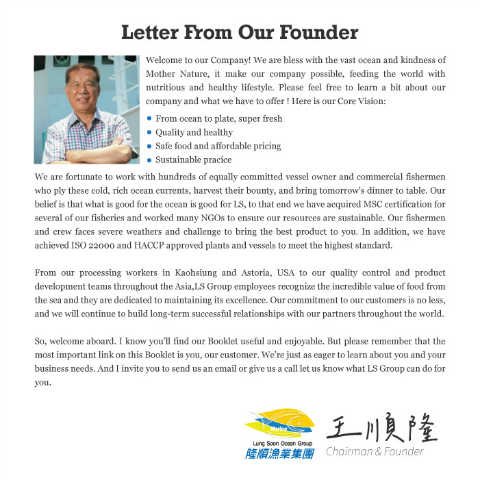 Letter From Our Founder
Welcome to our Company! We are bless with the vast ocean and kindness of
Mother Nature, it make our company possible, feeding the world with
nutritious and healthy lifestyle. Please feel free to learn a bit about our
company and what we have to offer ! Here is our Core Vision:
• From ocean to plate, super fresh
• Quality and healthy
• Safe food and affordable pricing
• Sustainable pracice
We are fortunate to work with hundreds of equally committed vessel owner and commercial fishermen
who ply these cold, rich ocean currents, harvest their bounty, and bring tomorrow's dinner to table. Our
belief is that what is good for the ocean is good for LS, to that end we have acquired MSC certification for
several of our fisheries and worked many NGOs to ensure our resources are sustainable. Our fishermen
and crew faces severe weathers and challenge to bring the best product to you. In addition, we have
achieved ISO 22000 and HACCP approved plants and vessels to meet the highest standard.
From our processing workers in Kaohsiung and Astoria, USA to our quality control and product
development teams throughout the Asia,LS Group employees recognize the incredible value of food from
the sea and they are dedicated to maintaining its excellence. Our commitment to our customers is no less,
and we will continue to build long-term successful relationships with our partners throughout the world.
So, welcome aboard. I know you'll find our Booklet useful and enjoyable. But please remember that the
most important link on this Booklet is you, our customer. We're just as eager to learn about you and your
business needs. And I invite you to send us an email or give us a call let us know what LS Group can do for
you.
Lung Soon Ocean Group
隆順漁業集團
王順隆
Chairman & Founder